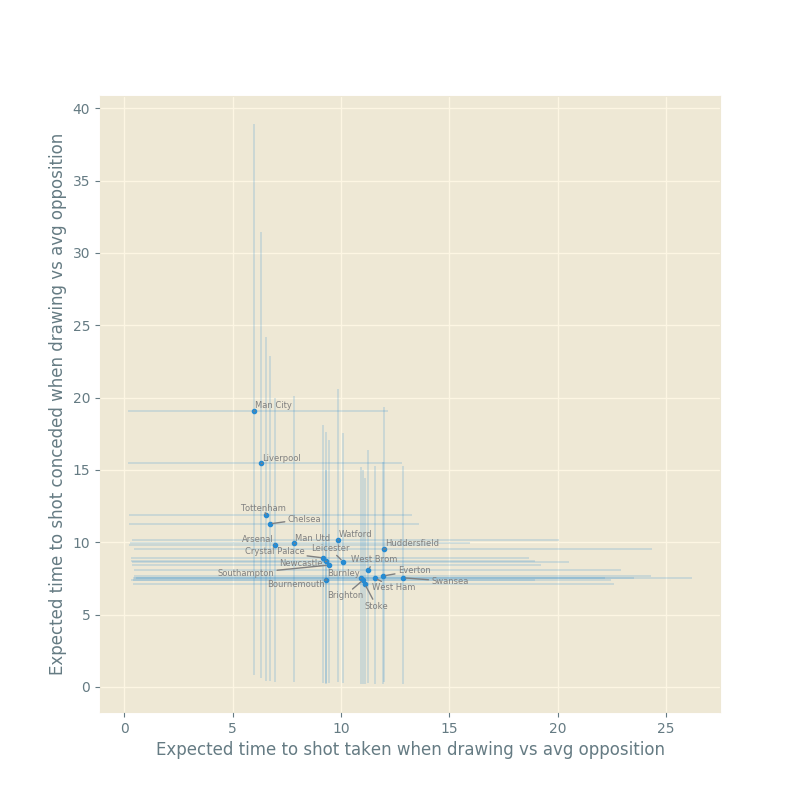 40
35
30
25
20
15
10
5
0
Expected time to shot conceded when drawing vs avg opposition
Man City
Liverpool
Tottenham
Chelsea
Arsenal
Man Utd
Watford
Crystal Palace
Leicester
Huddersfield
Newcastle
West Brom
Southampton
Burnley
Everton
Bournemouth
West Ham
Swansea
Brighton
Stoke
0 5 10 15 20 25
Expected time to shot taken when drawing vs avg opposition